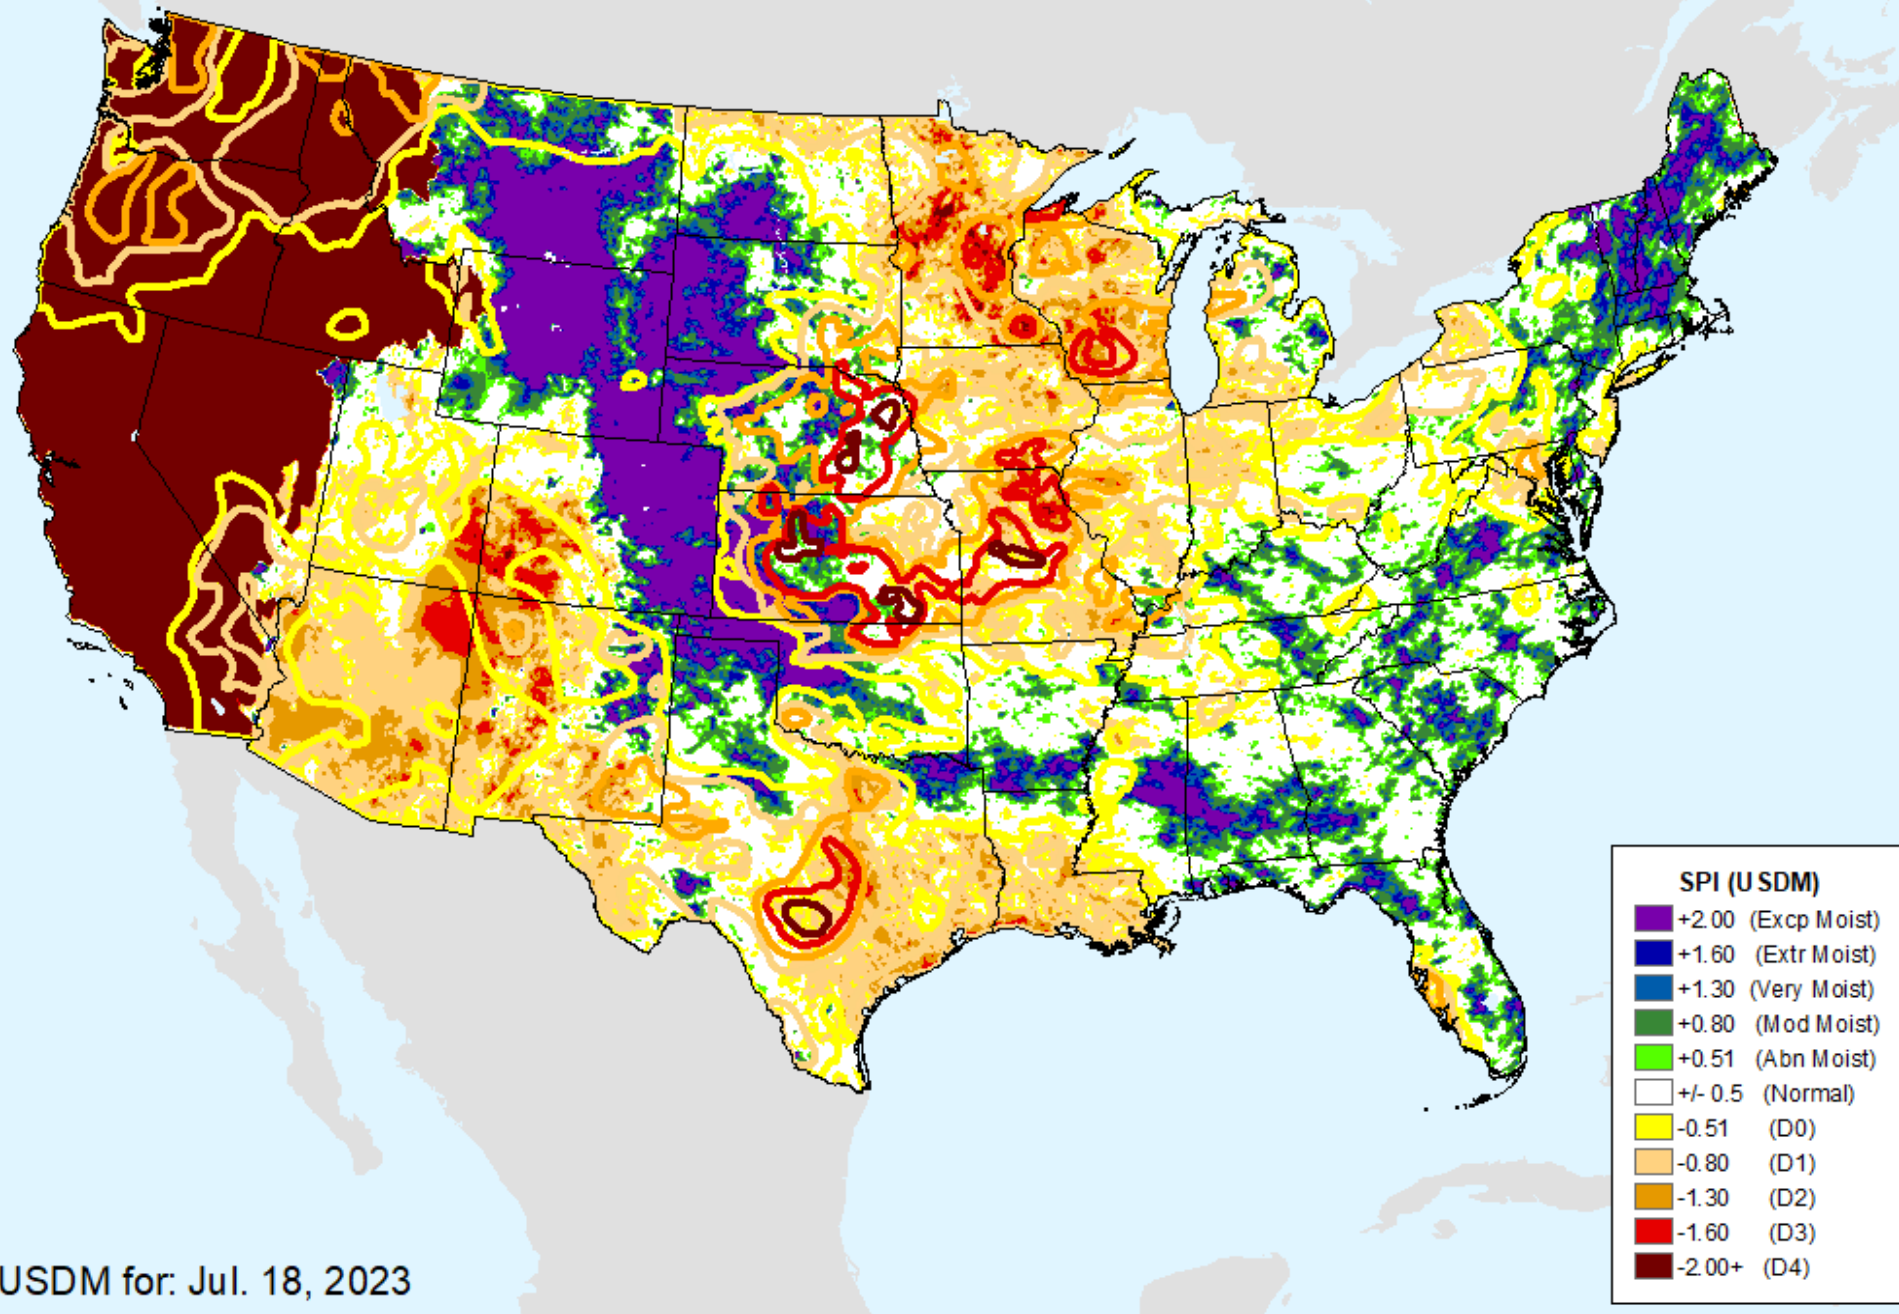 SPI (USDM)
+2.00 (Excp Moist)
+1.60 (Extr Moist)
+1.30 (Very Moist)
+0.80 (Mod Moist)
+0.51 (Abn Moist)
+/- 0.5 (Normal)
-0.51 (D0)
-0.80 (D1)
-1.30 (D2)
-1.60 (D3)
-2.00+ (D4)
USDM for: Jul. 18, 2023